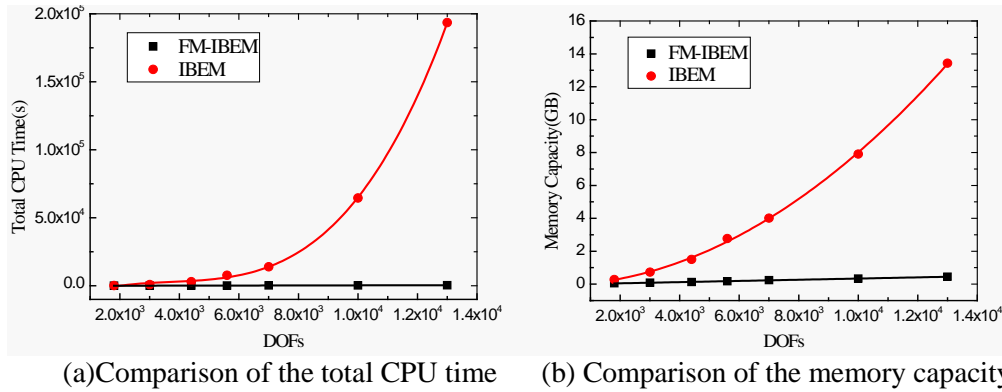 2.0x10⁵
1.5x10⁵
1.0x10⁵
5.0x10⁴
0.0
Total CPU Time(s)
FM-IBEM
IBEM
2.0x10³ 4.0x10³ 6.0x10³ 8.0x10³ 1.0x10⁴ 1.2x10⁴ 1.4x10⁴
DOFs
(a)Comparison of the total CPU time
16
14
12
10
8
6
4
2
0
Memory Capacity(GB)
FM-IBEM
IBEM
2.0x10³ 4.0x10³ 6.0x10³ 8.0x10³ 1.0x10⁴ 1.2x10⁴ 1.4x10⁴
DOFs
(b) Comparison of the memory capacity